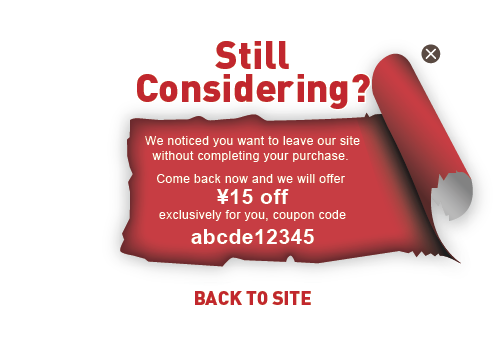 Still
Considering?
We noticed you want to leave our site
without completing your purchase.
Come back now and we will offer
¥15 off
exclusively for you, coupon code
abcde12345
BACK TO SITE